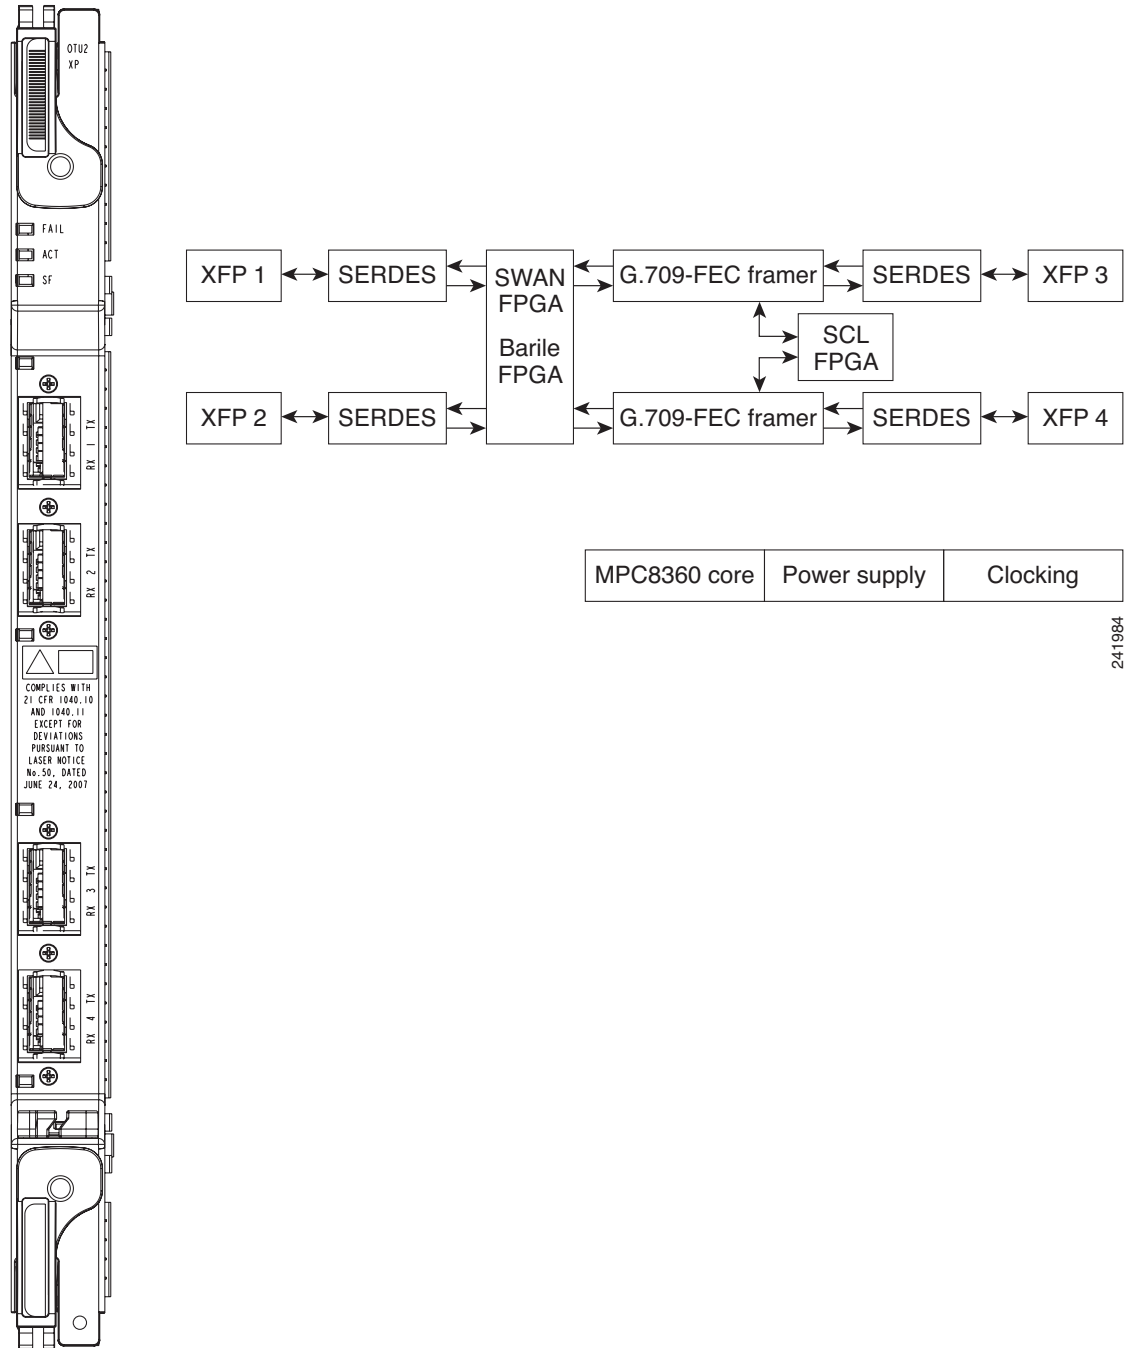 OTU2
XP
FAIL
ACT
SF
RX 1 TX
RX 2 TX
COMPLIES WITH
21 CFR 1040.10
AND 1040.11
EXCEPT FOR
DEVIATIONS
PURSUANT TO
LASER NOTICE
No.50, DATED
JUNE 24, 2007
RX 3 TX
RX 4 TX
XFP 1
SERDES
SWAN
FPGA
Barile
FPGA
G.709-FEC framer
SERDES
XFP 3
SCL
FPGA
XFP 2
SERDES
G.709-FEC framer
SERDES
XFP 4
MPC8360 core
Power supply
Clocking
241984